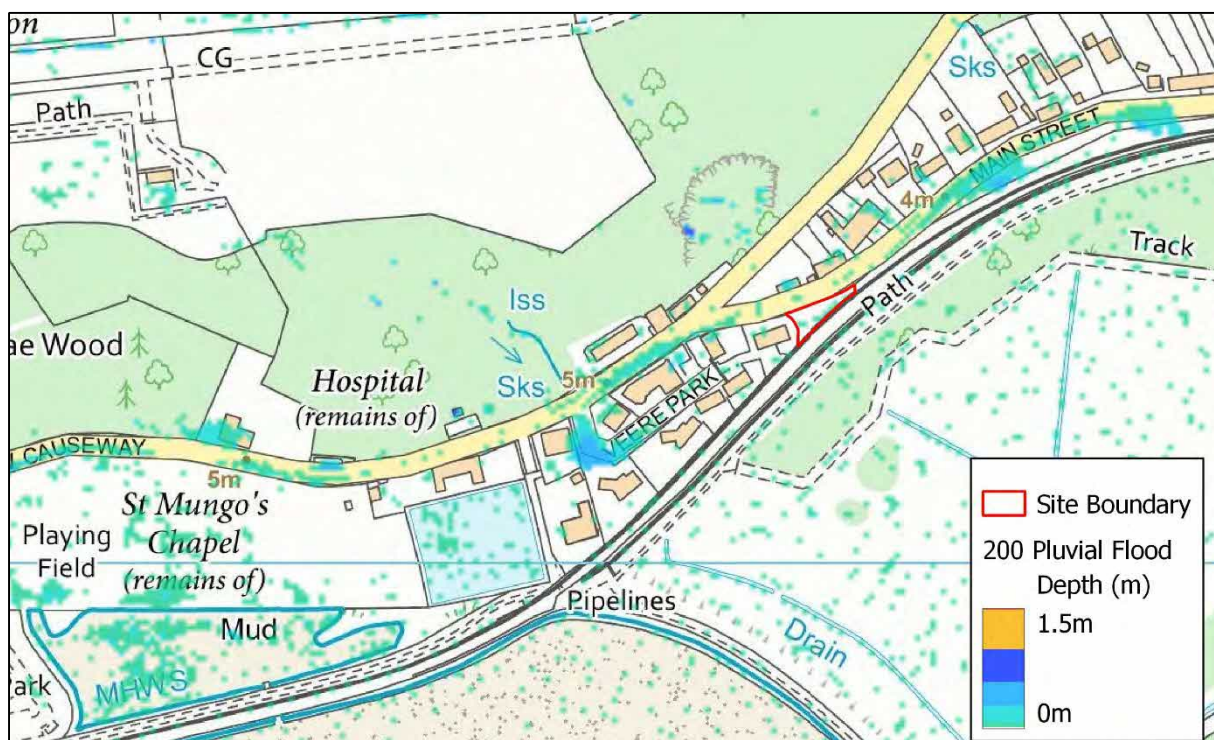 on
CG
Path
Sks
MAIN STREET
4m
Track
Path
Iss
Sks
5m
ae Wood
Hospital
(remains of)
EERE PARK
CAUSEWAY
5m
St Mungo's
Chapel
(remains of)
Playing
Field
Pipelines
Mud
MHWS
ark
Drain
Site Boundary
200 Pluvial Flood
Depth (m)
1.5m
0m